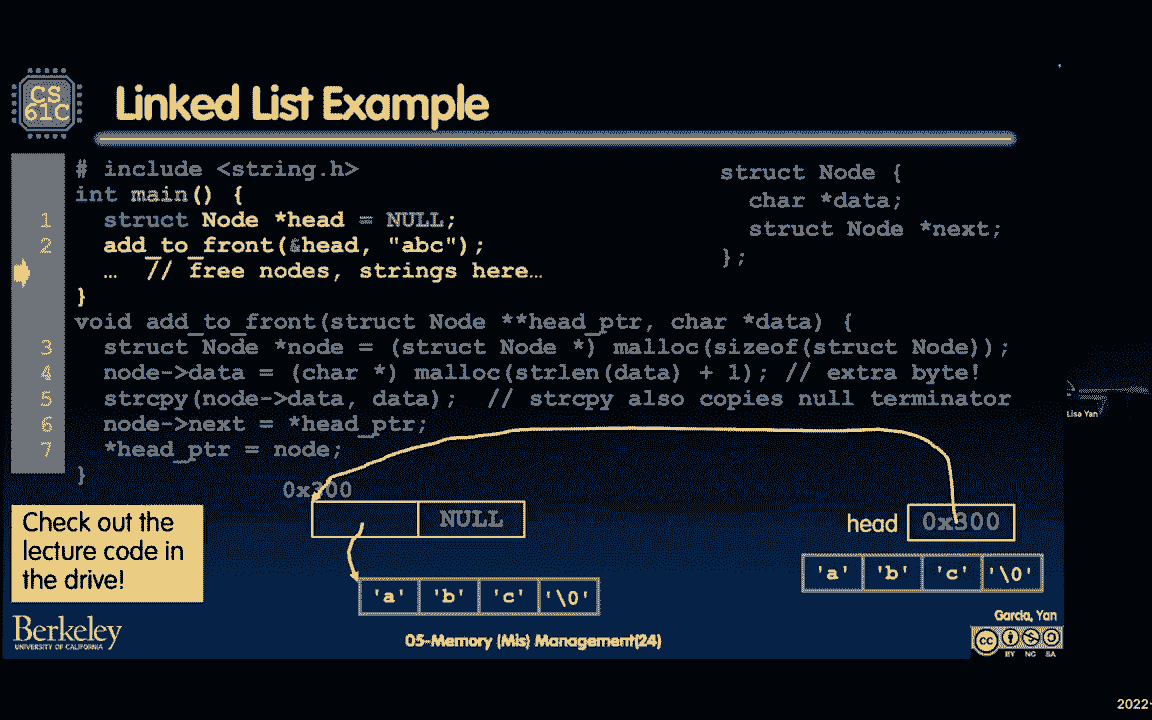 CS
61C
Linked List Example
# include <string.h>
int main() {
1 struct Node *head = NULL;
2 add_to_front(&head, "abc");
… // free nodes, strings here…
}
struct Node {
char *data;
struct Node *next;
};
void add_to_front(struct Node **head_ptr, char *data) {
3 struct Node *node = (struct Node *) malloc(sizeof(struct Node));
4 node->data = (char *) malloc(strlen(data) + 1); // extra byte!
5 strcpy(node->data, data); // strcpy also copies null terminator
6 node->next = *head_ptr;
7 *head_ptr = node;
}
0x300
NULL
head 0x300
'a' 'b' 'c' '\0'
'a' 'b' 'c' '\0'
Check out the
lecture code in
the drive!
Berkeley
UNIVERSITY OF CALIFORNIA
05-Memory (Mis) Management(24)
Garcia, Yan
cc
BY NC SA
Lisa Yan
2022-